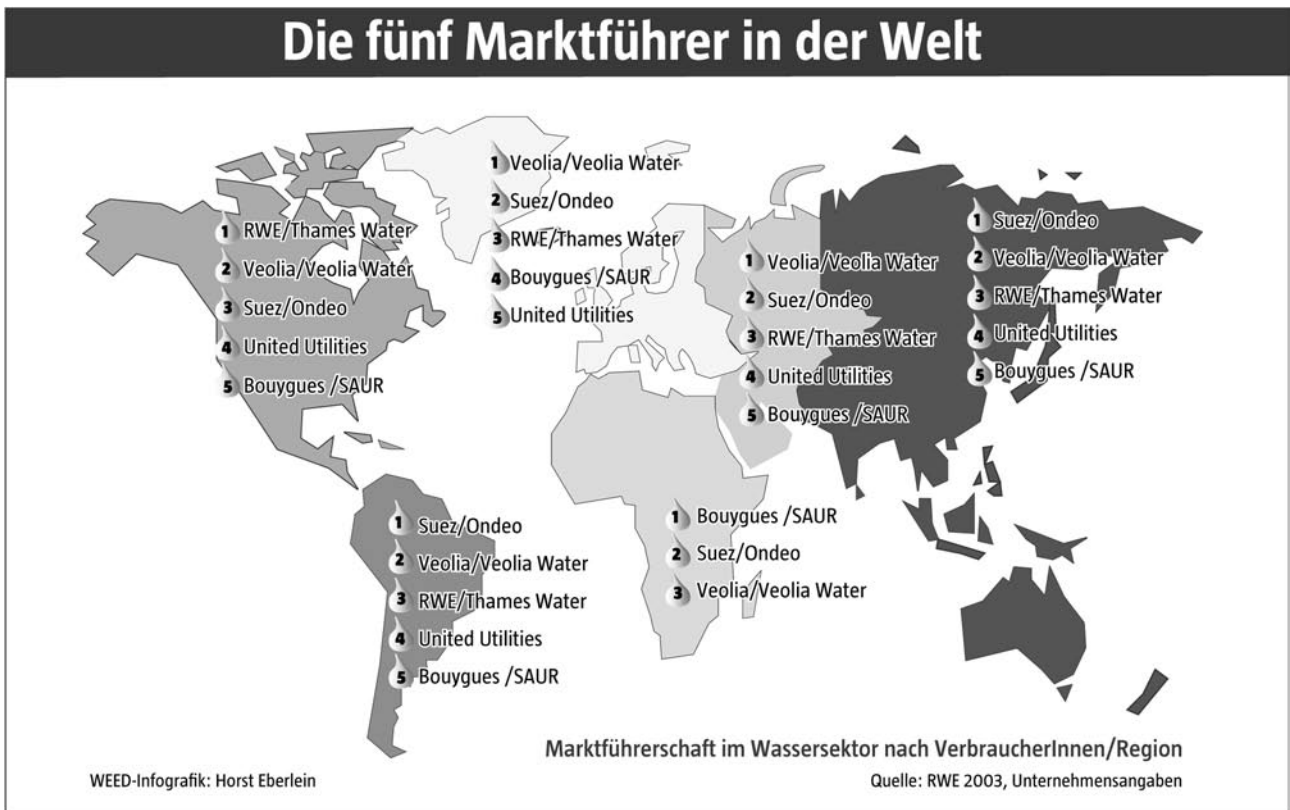 Die fünf Marktführer in der Welt
1 RWE/Thames Water
2 Veolia/Veolia Water
3 Suez/Ondeo
4 United Utilities
5 Bouygues /SAUR
1 Veolia/Veolia Water
2 Suez/Ondeo
3 RWE/Thames Water
4 Bouygues /SAUR
5 United Utilities
1 Veolia/Veolia Water
2 Suez/Ondeo
3 RWE/Thames Water
4 United Utilities
5 Bouygues /SAUR
1 Suez/Ondeo
2 Veolia/Veolia Water
3 RWE/Thames Water
4 United Utilities
5 Bouygues /SAUR
1 Suez/Ondeo
2 Veolia/Veolia Water
3 RWE/Thames Water
4 United Utilities
5 Bouygues /SAUR
1 Bouygues /SAUR
2 Suez/Ondeo
3 Veolia/Veolia Water
Marktführerschaft im Wassersektor nach VerbraucherInnen/Region
WEED-Infografik: Horst Eberlein
Quelle: RWE 2003, Unternehmensangaben